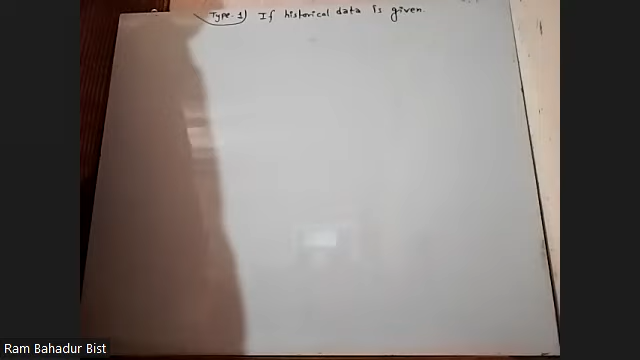 Type-1) If historical data is given.
Ram Bahadur Bist